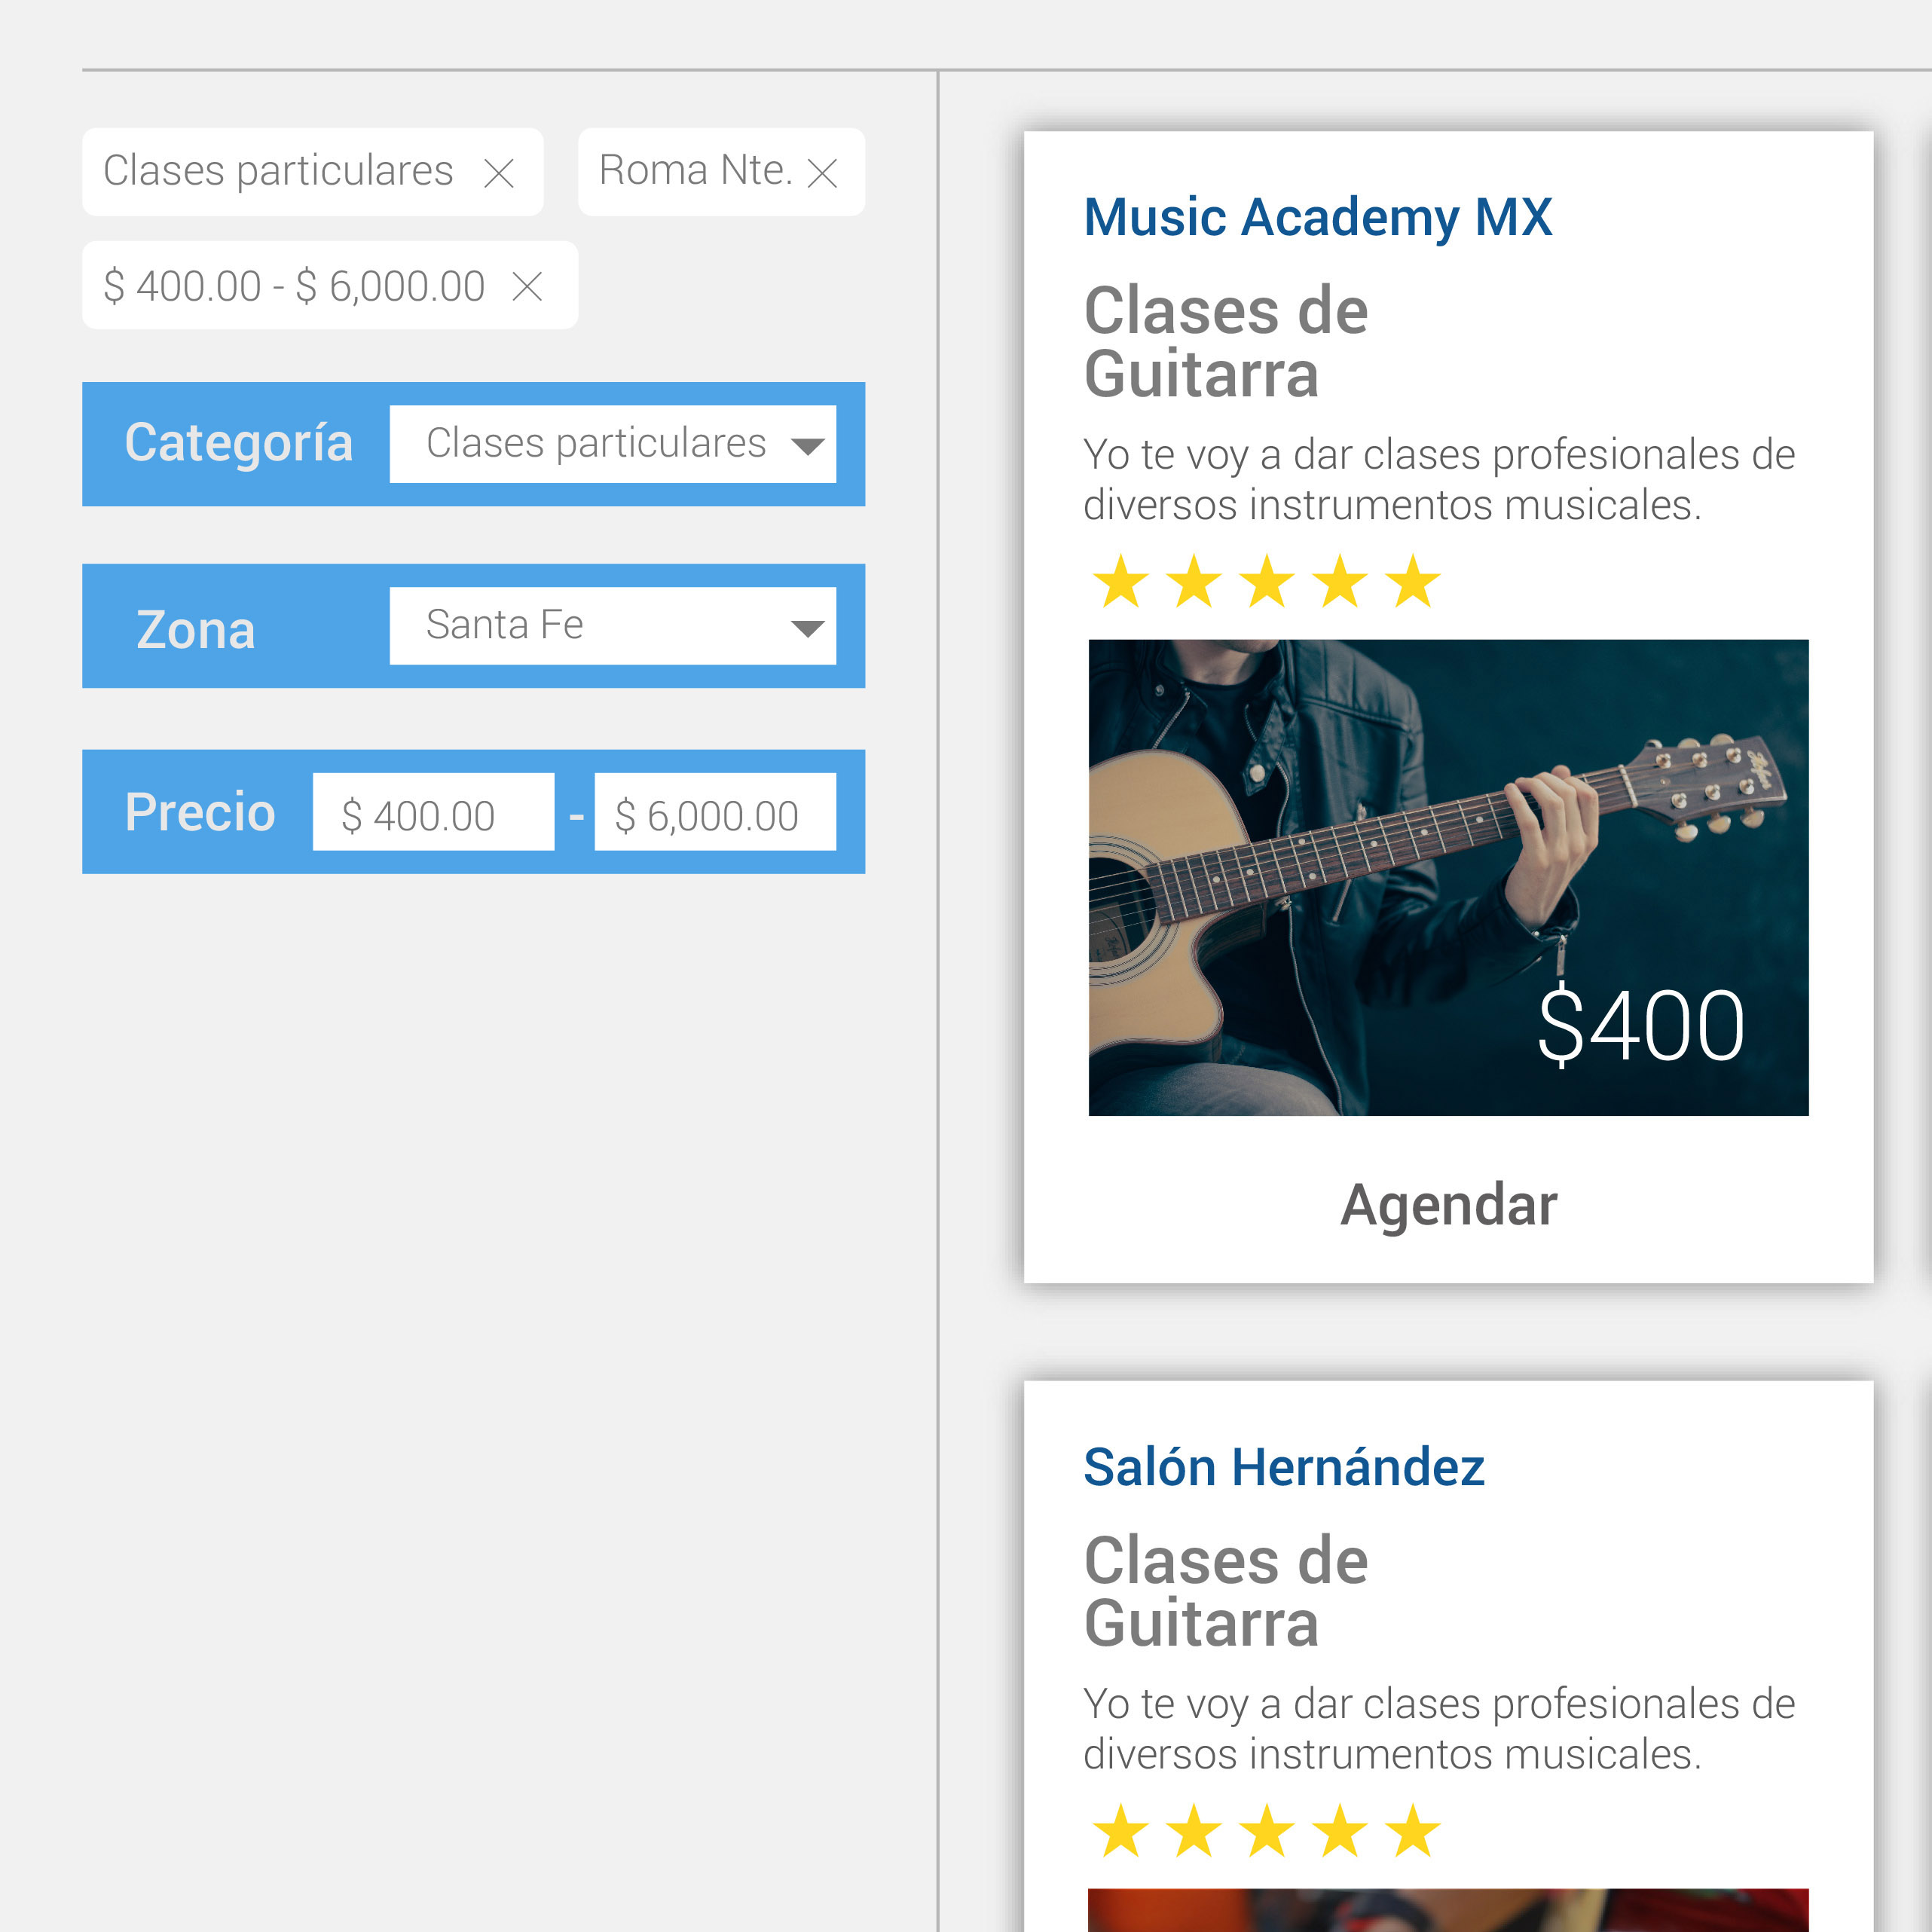 Clases particulares
Roma Nte.
$ 400.00 - $ 6,000.00
Categoría
Clases particulares
Zona
Santa Fe
Precio
$ 400.00
-
$ 6,000.00
Music Academy MX
Clases de
Guitarra
Yo te voy a dar clases profesionales de
diversos instrumentos musicales.
$400
Agendar
Salón Hernández
Clases de
Guitarra
Yo te voy a dar clases profesionales de
diversos instrumentos musicales.